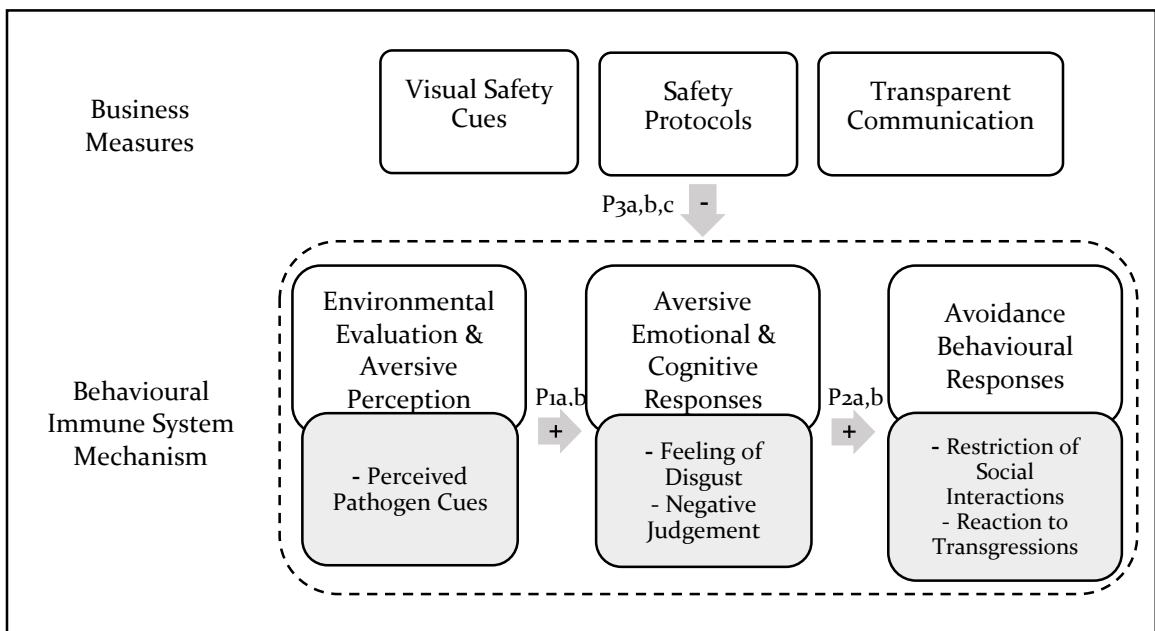 Business
Measures
Visual Safety
Cues
Safety
Protocols
Transparent
Communication
P3a,b,c
-
Behavioural
Immune System
Mechanism
Environmental
Evaluation &
Aversive
Perception
- Perceived
Pathogen Cues
P1a,b
+
Aversive
Emotional &
Cognitive
Responses
- Feeling of
Disgust
- Negative
Judgement
P2a,b
+
Avoidance
Behavioural
Responses
- Restriction of
Social
Interactions
- Reaction to
Transgressions